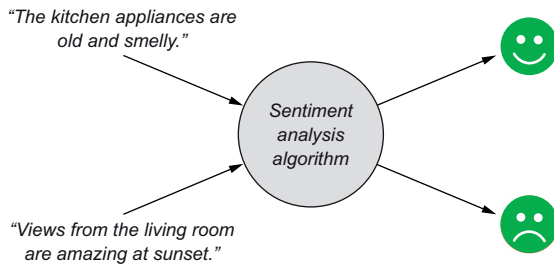 “The kitchen appliances are
old and smelly.”
Sentiment
analysis
algorithm
“Views from the living room
are amazing at sunset.”